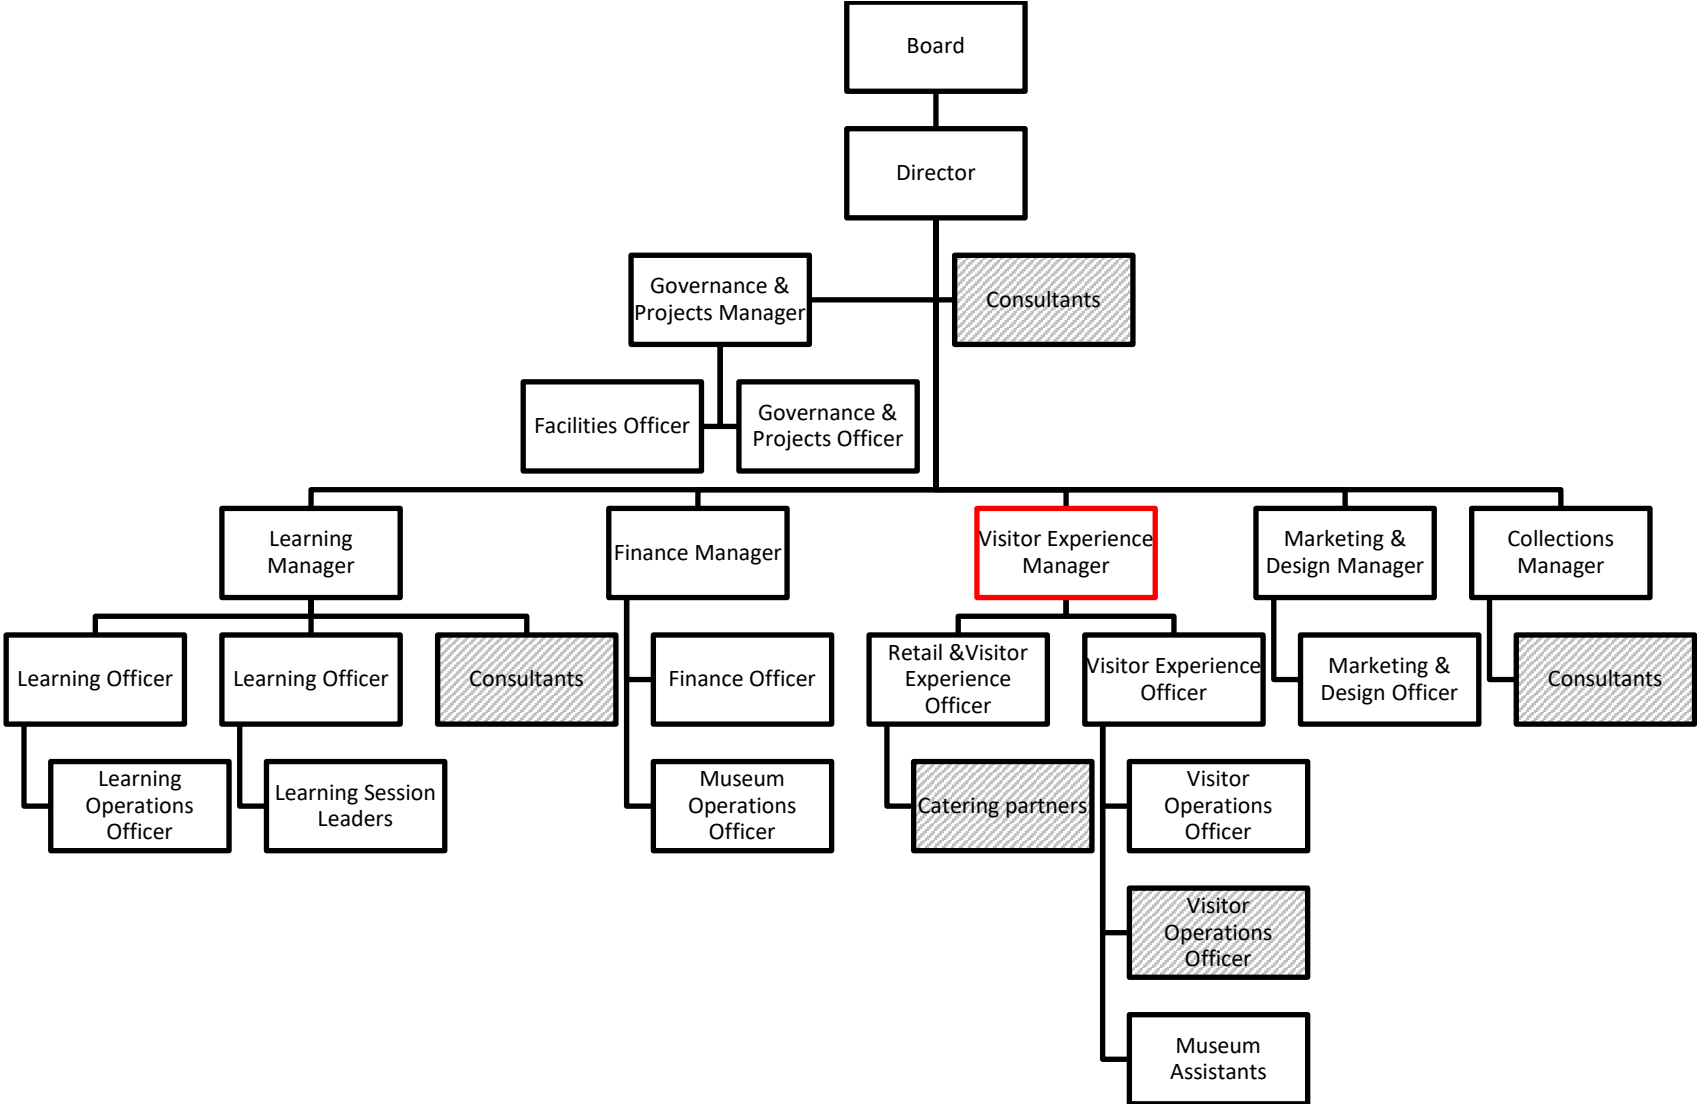 Board
Director
Governance &
Projects Manager
Consultants
Facilities Officer
Governance &
Projects Officer
Learning
Manager
Finance Manager
Visitor Experience
Manager
Marketing &
Design Manager
Collections
Manager
Learning Officer
Learning Officer
Consultants
Finance Officer
Retail &Visitor
Experience
Officer
Visitor Experience
Officer
Marketing &
Design Officer
Consultants
Learning
Operations
Officer
Learning Session
Leaders
Museum
Operations
Officer
Catering partners
Visitor
Operations
Officer
Visitor
Operations
Officer
Museum
Assistants